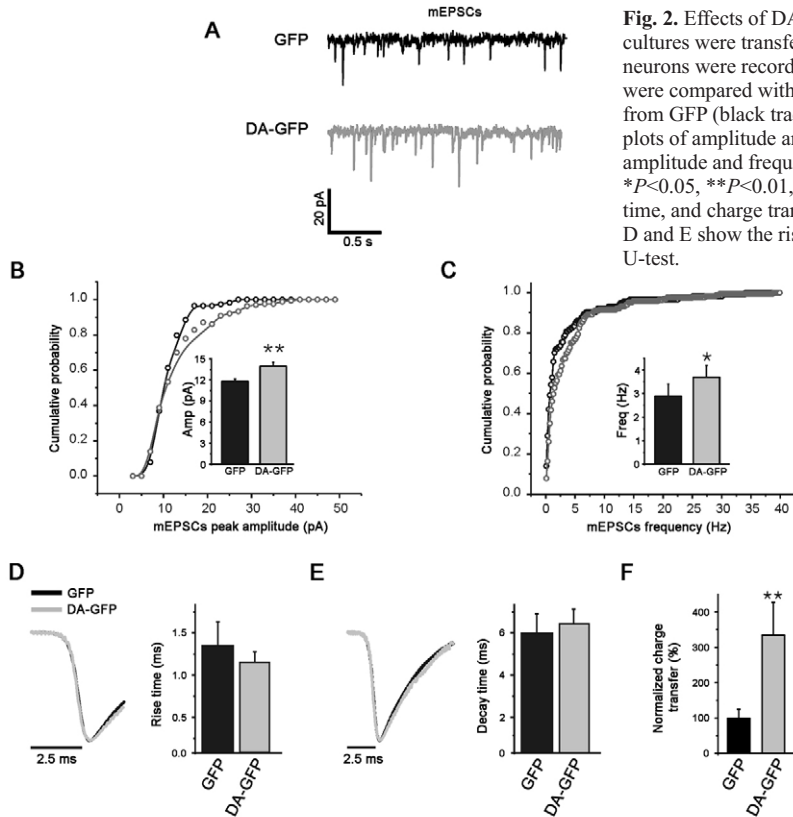 A
mEPSCs
GFP
DA-GFP
20 pA
0.5 s
Fig. 2. Effects of DA
cultures were transfe
neurons were record
were compared with
from GFP (black tra
plots of amplitude a
amplitude and frequ
*P<0.05, **P<0.01,
time, and charge tran
D and E show the ris
U-test.
B
Cumulative probability
1.0
0.8
0.6
0.4
0.2
0.0
0 10 20 30 40 50
mEPSCs peak amplitude (pA)
Amp (pA)
15
12
9
6
3
0
**
GFP DA-GFP
C
Cumulative probability
1.0
0.8
0.6
0.4
0.2
0.0
0 5 10 15 20 25 30 35 40
mEPSCs frequency (Hz)
Freq (Hz)
4
3
2
1
0
*
GFP DA-GFP
D
GFP
DA-GFP
2.5 ms
Rise time (ms)
1.5
1.0
0.5
0.0
GFP
DA-GFP
E
2.5 ms
Decay time (ms)
6
4
2
0
GFP
DA-GFP
F
Normalized charge
transfer (%)
400
300
200
100
0
**
GFP
DA-GFP